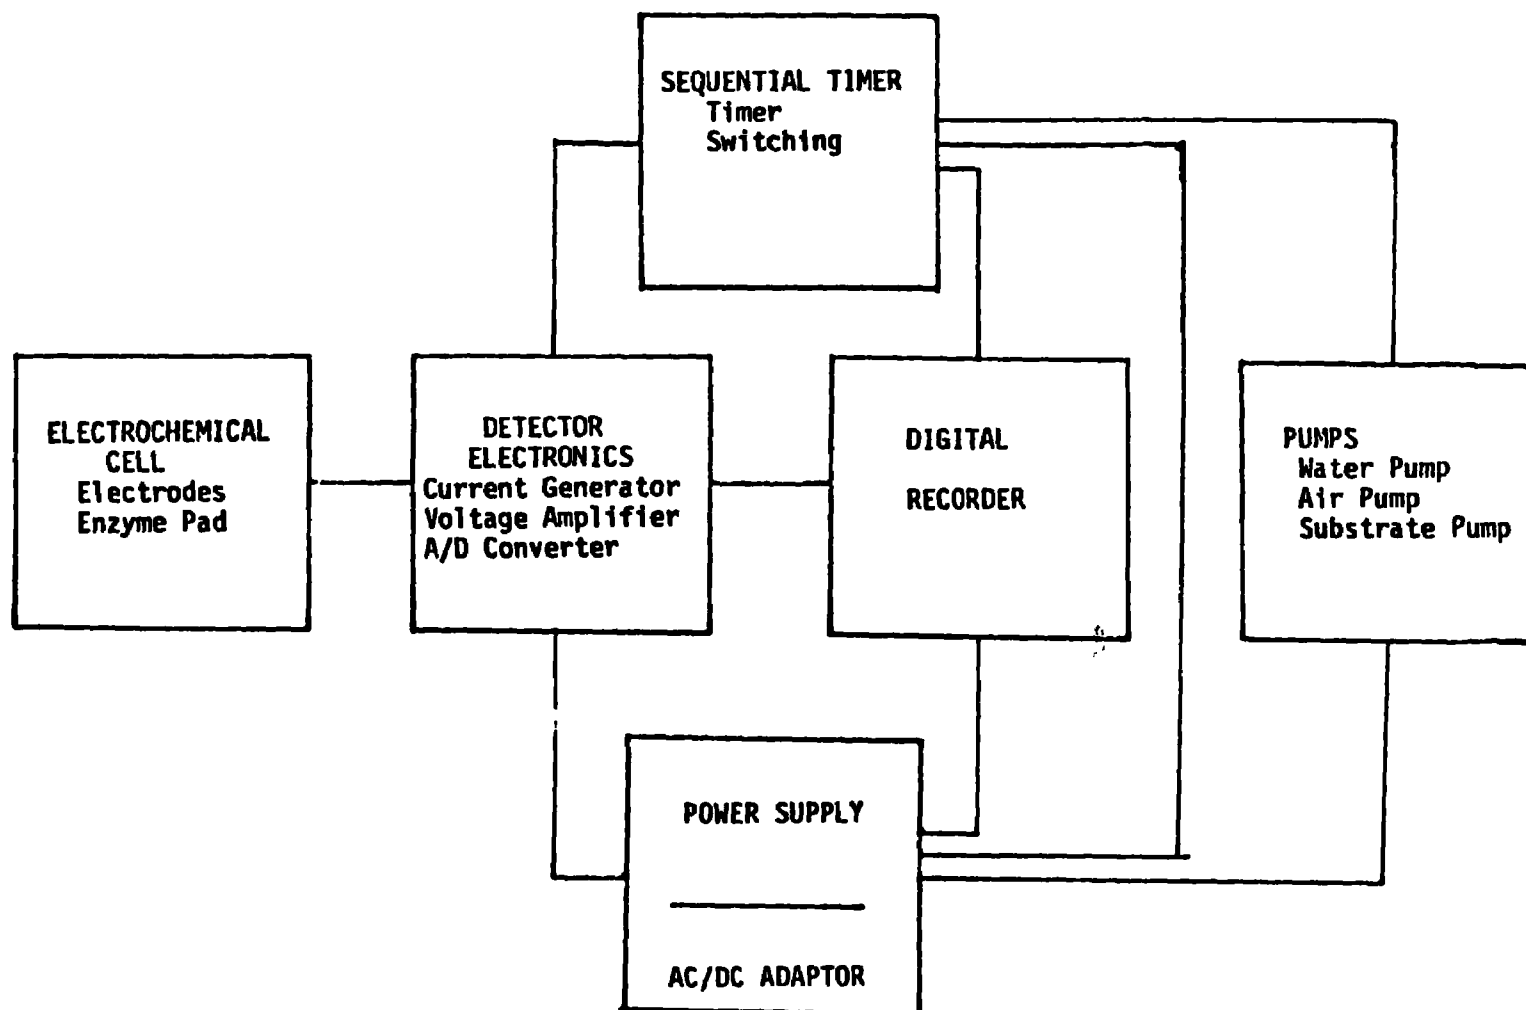 SEQUENTIAL TIMER
Timer
Switching
ELECTROCHEMICAL
CELL
Electrodes
Enzyme Pad
DETECTOR
ELECTRONICS
Current Generator
Voltage Amplifier
A/D Converter
DIGITAL
RECORDER
PUMPS
Water Pump
Air Pump
Substrate Pump
POWER SUPPLY
AC/DC ADAPTOR